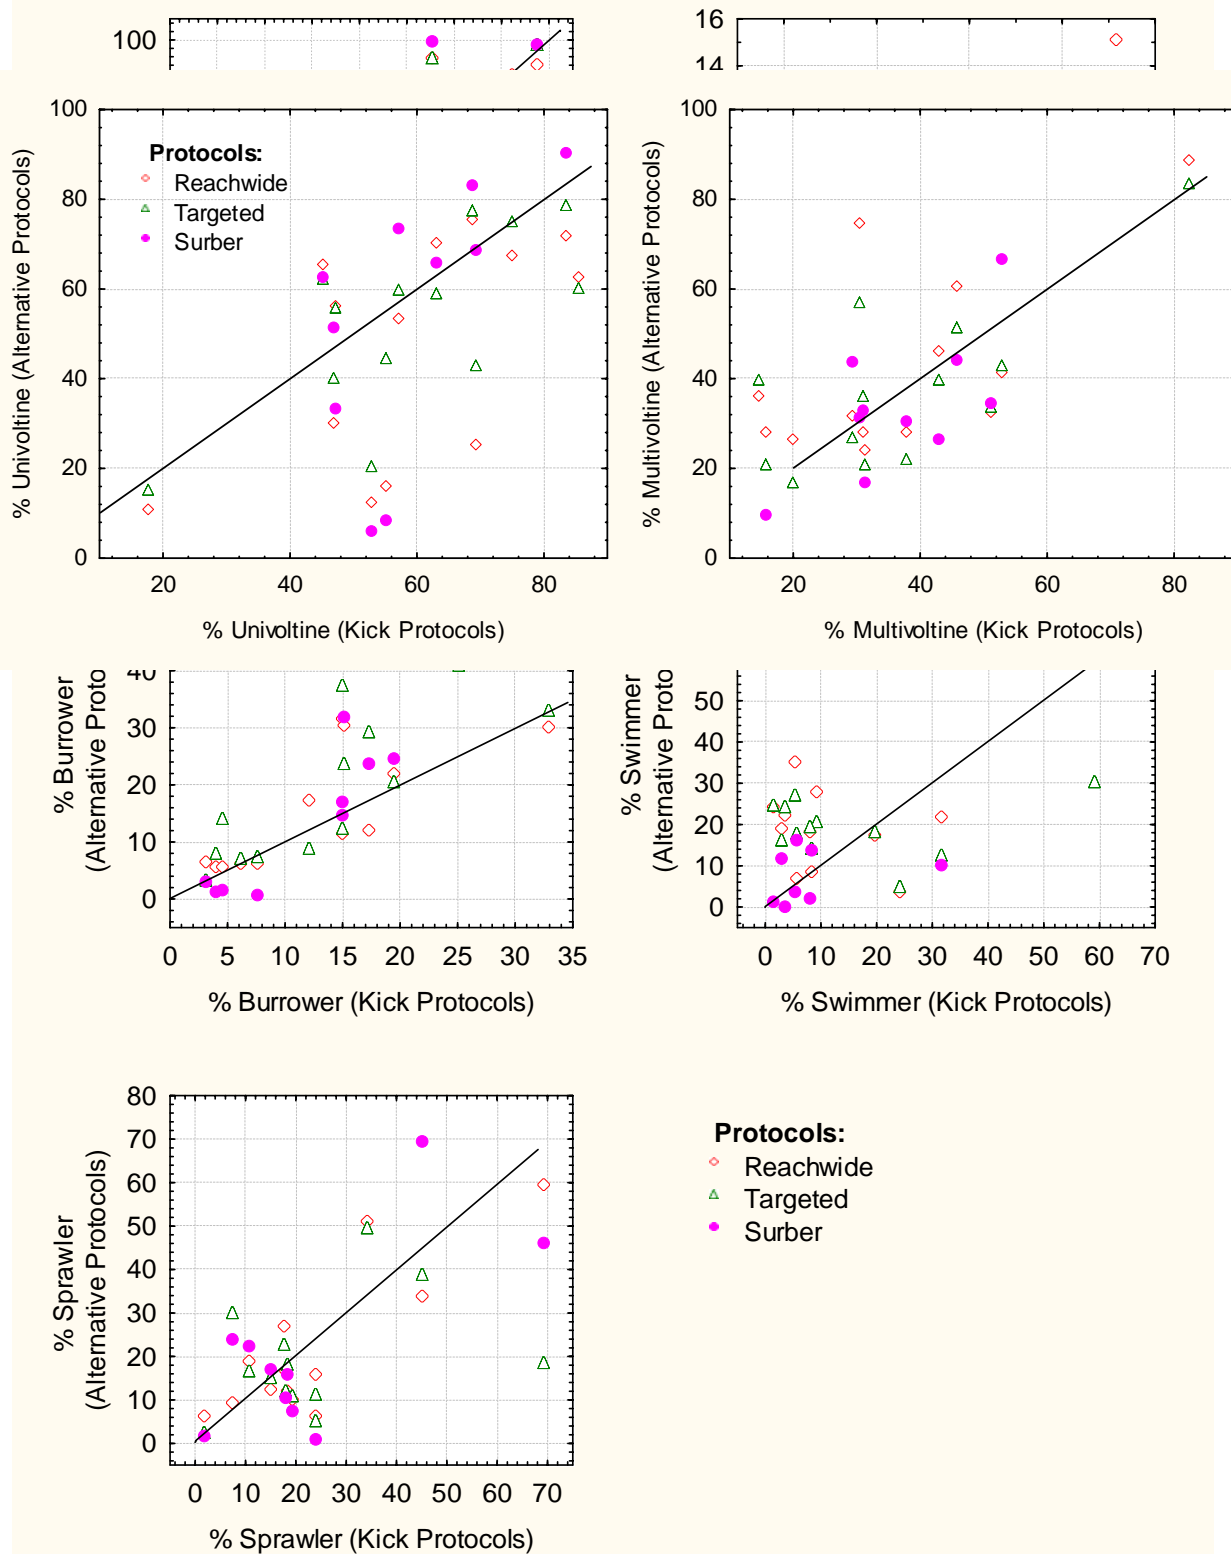 100
16
14
100
80
60
40
20
0
% Univoltine (Alternative Protocols)
Protocols:
Reachwide
Targeted
Surber
20 40 60 80
% Univoltine (Kick Protocols)
100
80
60
40
20
0
% Multivoltine (Alternative Protocols)
20 40 60 80
% Multivoltine (Kick Protocols)
40
30
20
10
0
% Burrower
(Alternative Proto
0 5 10 15 20 25 30 35
% Burrower (Kick Protocols)
50
40
30
20
10
0
% Swimmer
(Alternative Proto
0 10 20 30 40 50 60 70
% Swimmer (Kick Protocols)
80
70
60
50
40
30
20
10
0
% Sprawler
(Alternative Protocols)
0 10 20 30 40 50 60 70
% Sprawler (Kick Protocols)
Protocols:
Reachwide
Targeted
Surber